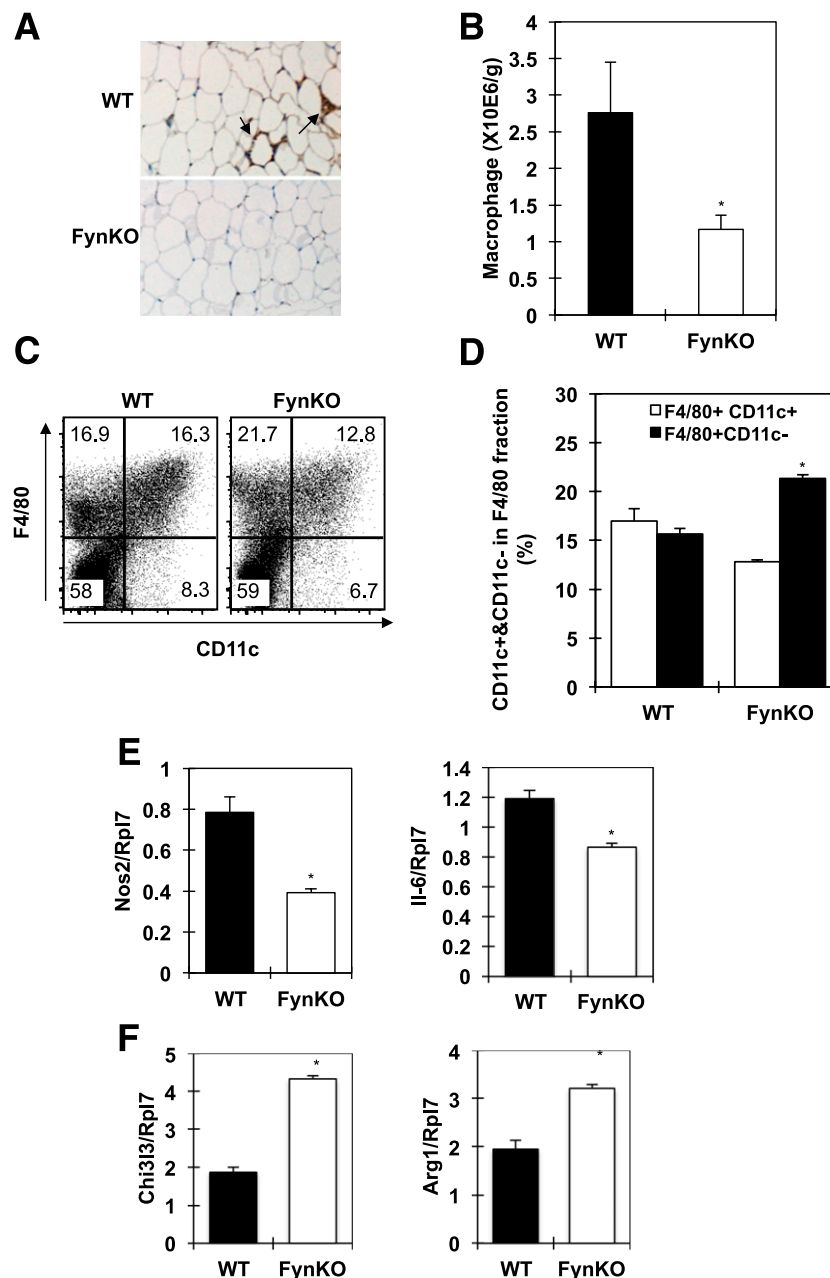 A
WT
FynKO
B
Macrophage (X10E6/g)
4
3.5
3
2.5
2
1.5
1
0.5
0
*
WT
FynKO
C
WT
FynKO
F4/80
16.9
16.3
58
8.3
21.7
12.8
59
6.7
CD11c
D
CD11c+&CD11c- in F4/80 fraction
(%)
30
25
20
15
10
5
0
F4/80+ CD11c+
F4/80+CD11c-
*
WT
FynKO
E
Nos2/Rpl7
1
0.8
0.6
0.4
0.2
0
*
WT
FynKO
Il-6/Rpl7
1.4
1.2
1
0.8
0.6
0.4
0.2
0
*
WT
FynKO
F
Chi3l3/Rpl7
5
4
3
2
1
0
*
WT
FynKO
Arg1/Rpl7
4
3
2
1
0
*
WT
FynKO